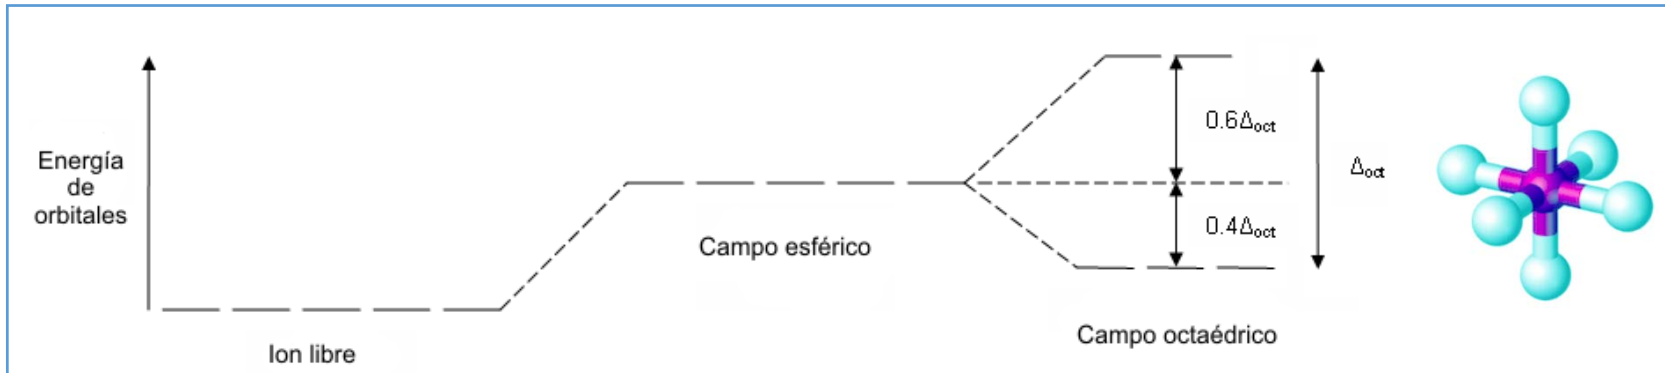 Energía
de
orbitales
Ion libre
Campo esférico
0.6Δoct
0.4Δoct
Δoct
Campo octaédrico